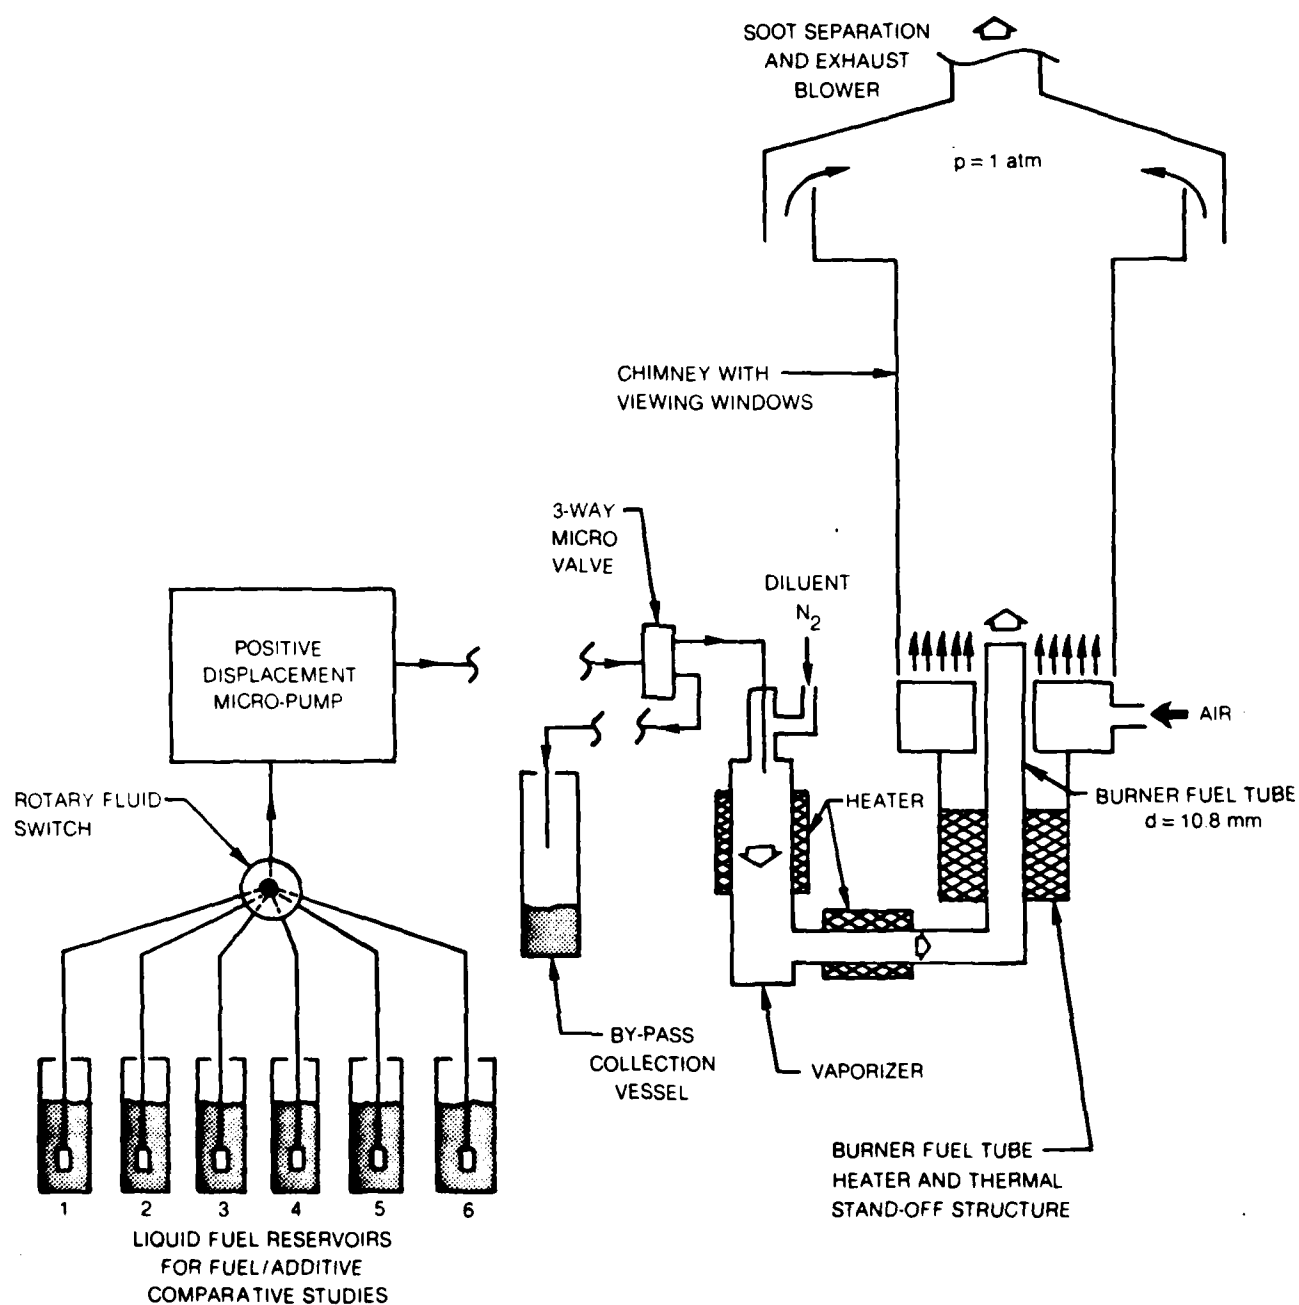 SOOT SEPARATION
AND EXHAUST
BLOWER
p = 1 atm
CHIMNEY WITH
VIEWING WINDOWS
3-WAY
MICRO
VALVE
DILUENT
N2
POSITIVE
DISPLACEMENT
MICRO-PUMP
AIR
ROTARY FLUID
SWITCH
HEATER
BURNER FUEL TUBE
d = 10.8 mm
BY-PASS
COLLECTION
VESSEL
VAPORIZER
BURNER FUEL TUBE
HEATER AND THERMAL
STAND-OFF STRUCTURE
1 2 3 4 5 6
LIQUID FUEL RESERVOIRS
FOR FUEL/ADDITIVE
COMPARATIVE STUDIES